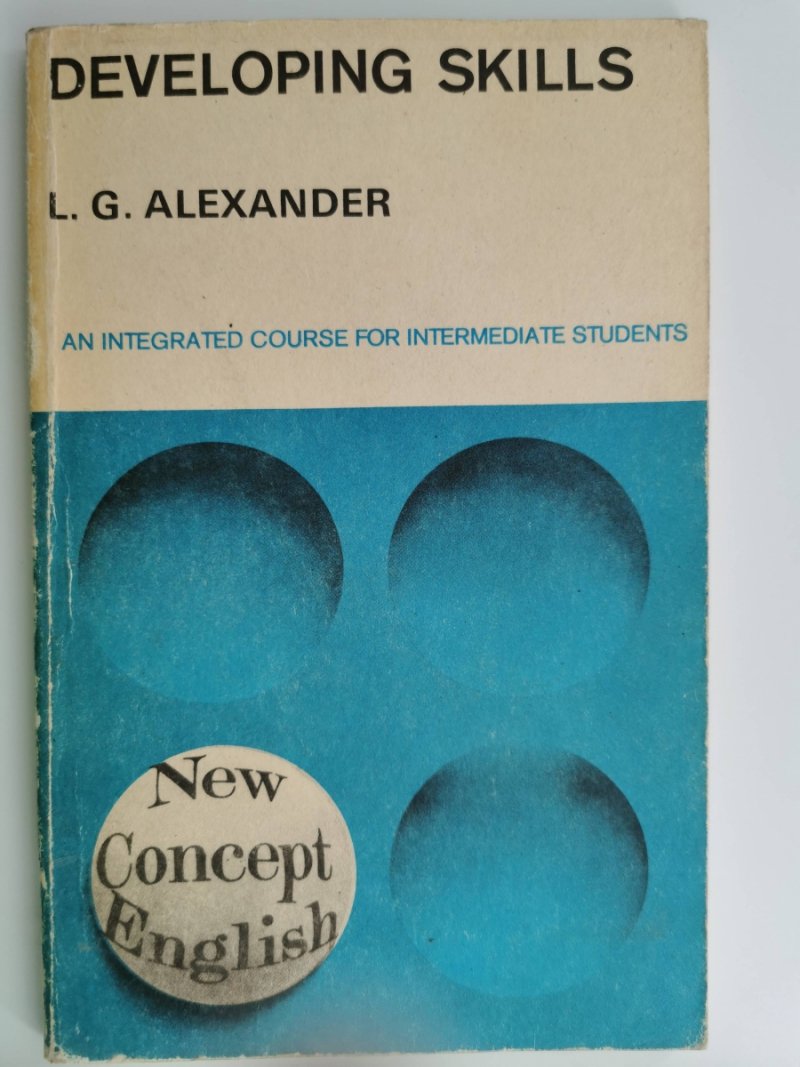 DEVELOPING SKILLS
L. G. ALEXANDER
AN INTEGRATED COURSE FOR INTERMEDIATE STUDENTS
New
Concept
English